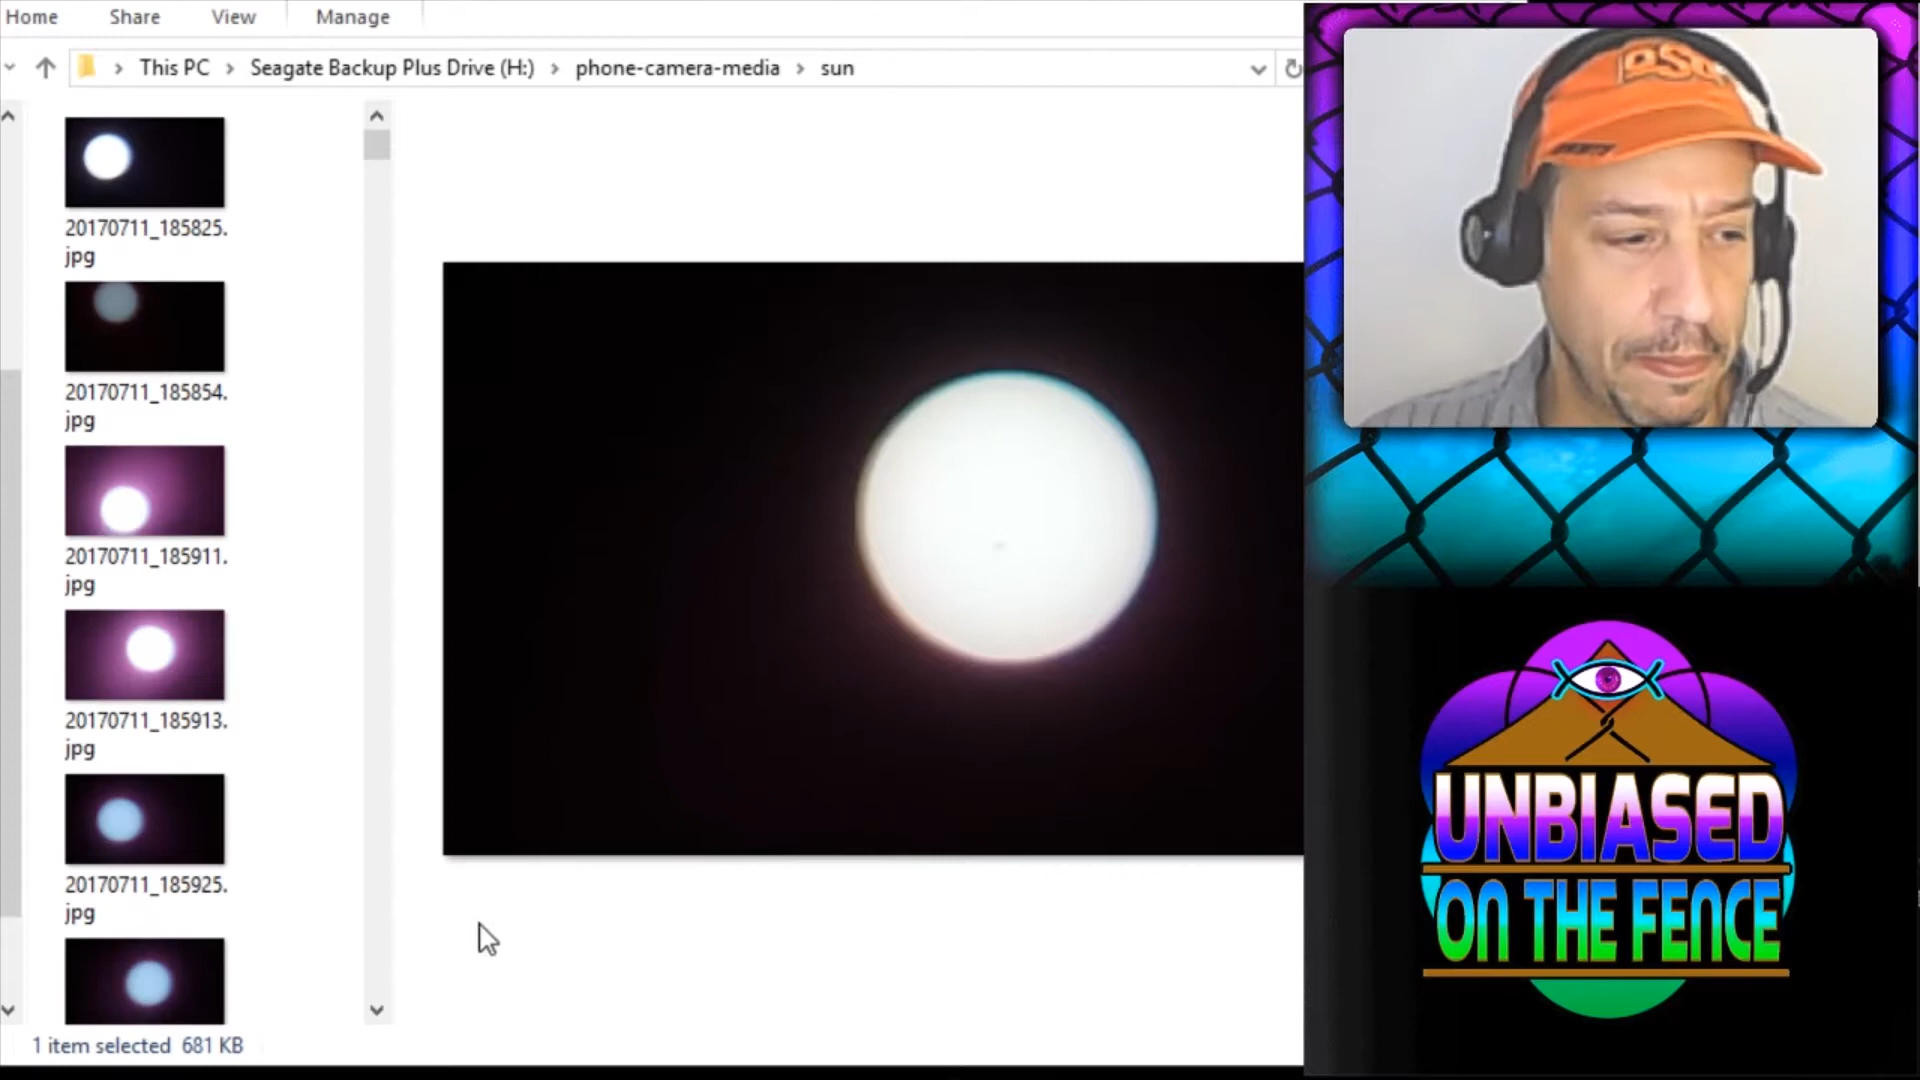 Home Share View Manage
This PC > Seagate Backup Plus Drive (H:) > phone-camera-media > sun
20170711_185825.
jpg
20170711_185854.
jpg
20170711_185911.
jpg
20170711_185913.
jpg
20170711_185925.
jpg
1 item selected 681 KB
OSU
UNBIASED
ON THE FENCE